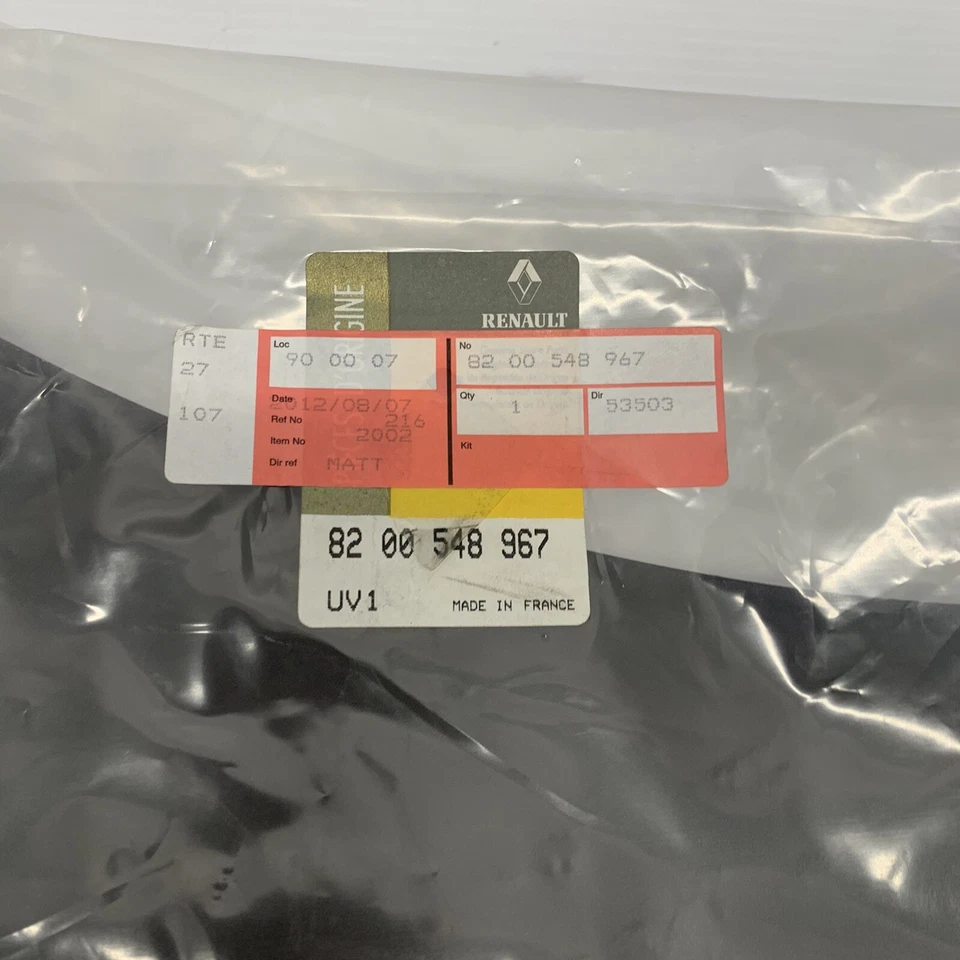 RENAULT
RTE
27
107
Loc
90 00 07
Date
2012/08/07
Ref No 216
Item No 2002
Dir ref MATT
No
82 00 548 967
Qty
1
Dir
53503
Kit
82 00 548 967
UV1
MADE IN FRANCE